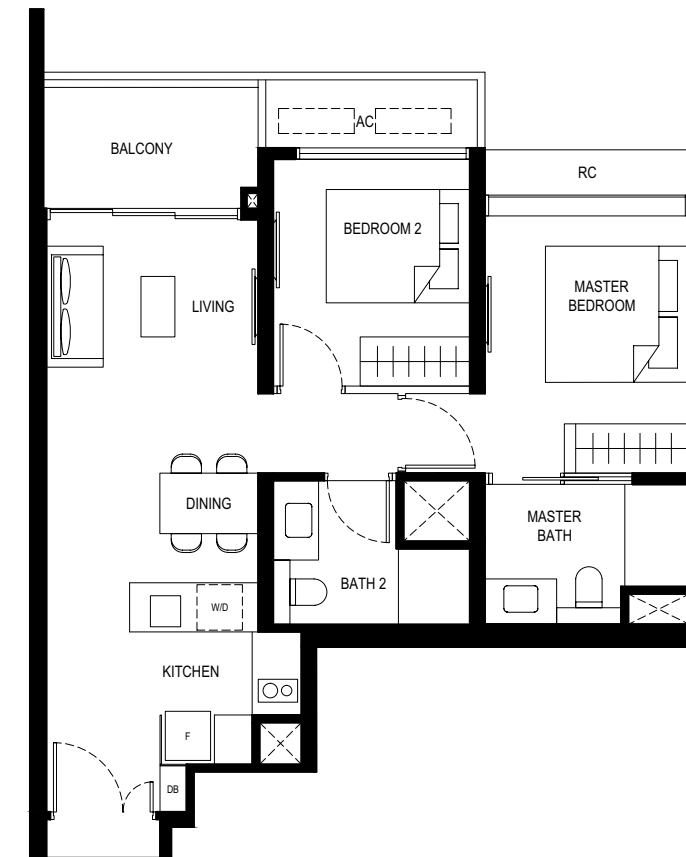 BALCONY
AC
RC
BEDROOM 2
LIVING
MASTER
BEDROOM
DINING
MASTER
BATH
BATH 2
W/D
KITCHEN
F
DB